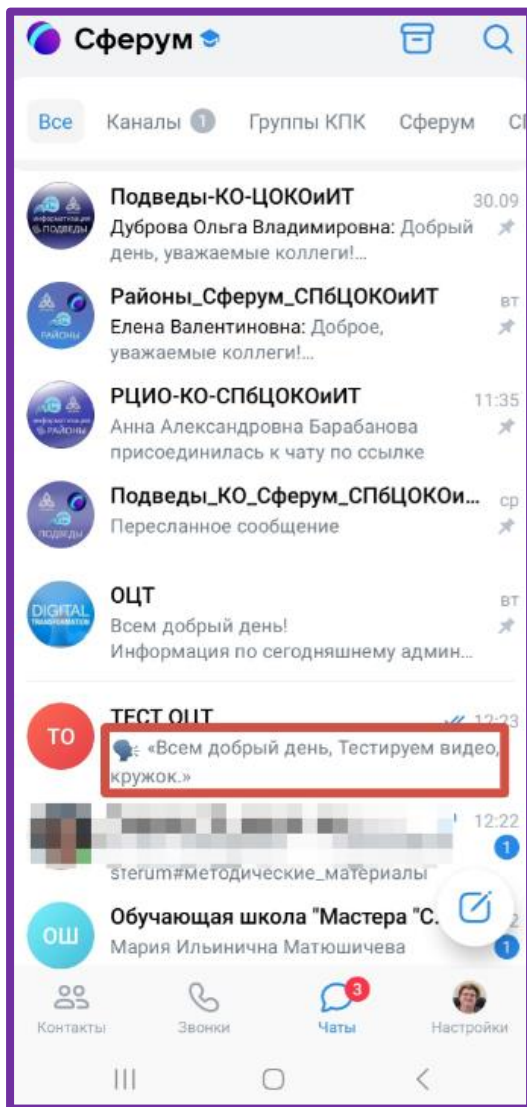 Сферум
Все Каналы 1 Группы КПК Сферум
Подведы-КО-ЦОКОиИТ 30.09
Дуброва Ольга Владимировна: Добрый
день, уважаемые коллеги!...
Районы_Сферум_СПбЦОКОиИТ вт
Елена Валентиновна: Доброе,
уважаемые коллеги!...
РАЙОНЫ
РЦИО-КО-СПбЦОКОиИТ 11:35
Анна Александровна Барабанова
присоединилась к чату по ссылке
Подведы_КО_Сферум_СПбЦОКОи... ср
Пересланное сообщение
ПОДВЕДЫ
ОЦТ вт
DIGITAL
TRANSFORMATION
Всем добрый день!
Информация по сегодняшнему админ...
ТЕСТ ОЦТ 12:23
ТО
«Всем добрый день, Тестируем видео,
кружок.»
12:22
1
sferum#методические_материалы
Обучающая школа "Мастера "С.
ОШ
Мария Ильинична Матюшичева 1
3
Контакты Звонки Чаты Настройки